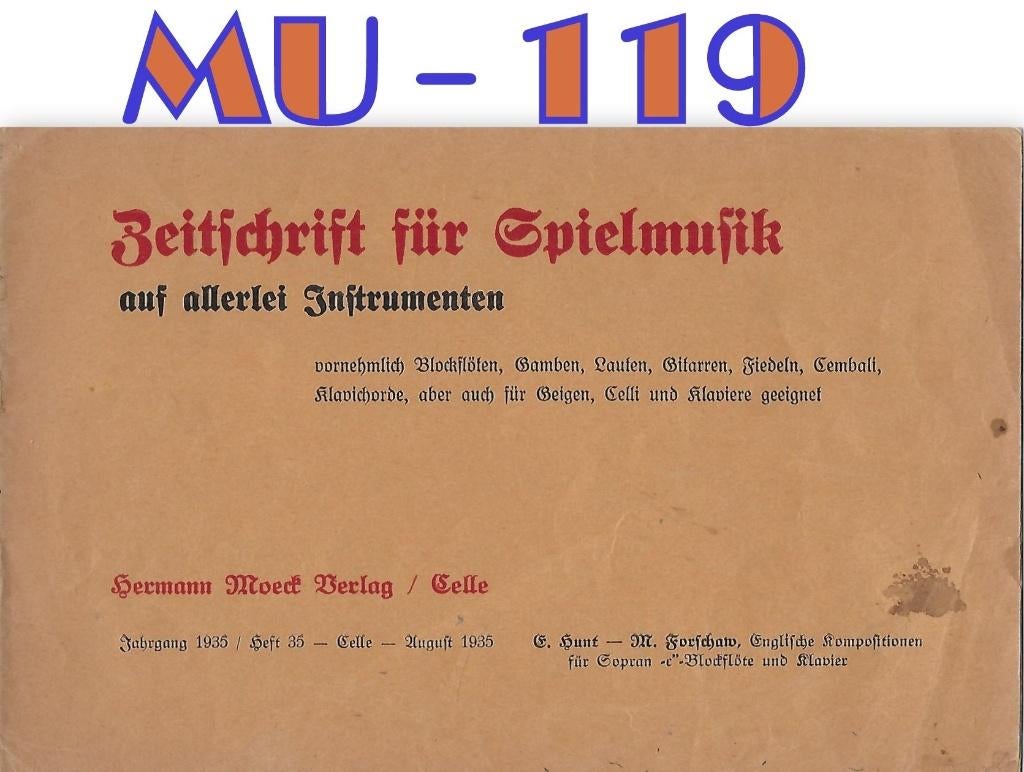 MU - 119
Zeitschrift für Spielmusik
auf allerlei Instrumenten
vornehmlich Blockflöten, Gamben, Lauten, Gitarren, Fiedeln, Cembali,
Klavichorde, aber auch für Geigen, Celli und Klaviere geeignet
Hermann Moeck Verlag / Celle
Jahrgang 1935 / Heft 35 — Celle — August 1935
E. Hunt — M. Forschaw, Englische Kompositionen
für Sopran -c"-Blockflöte und Klavier